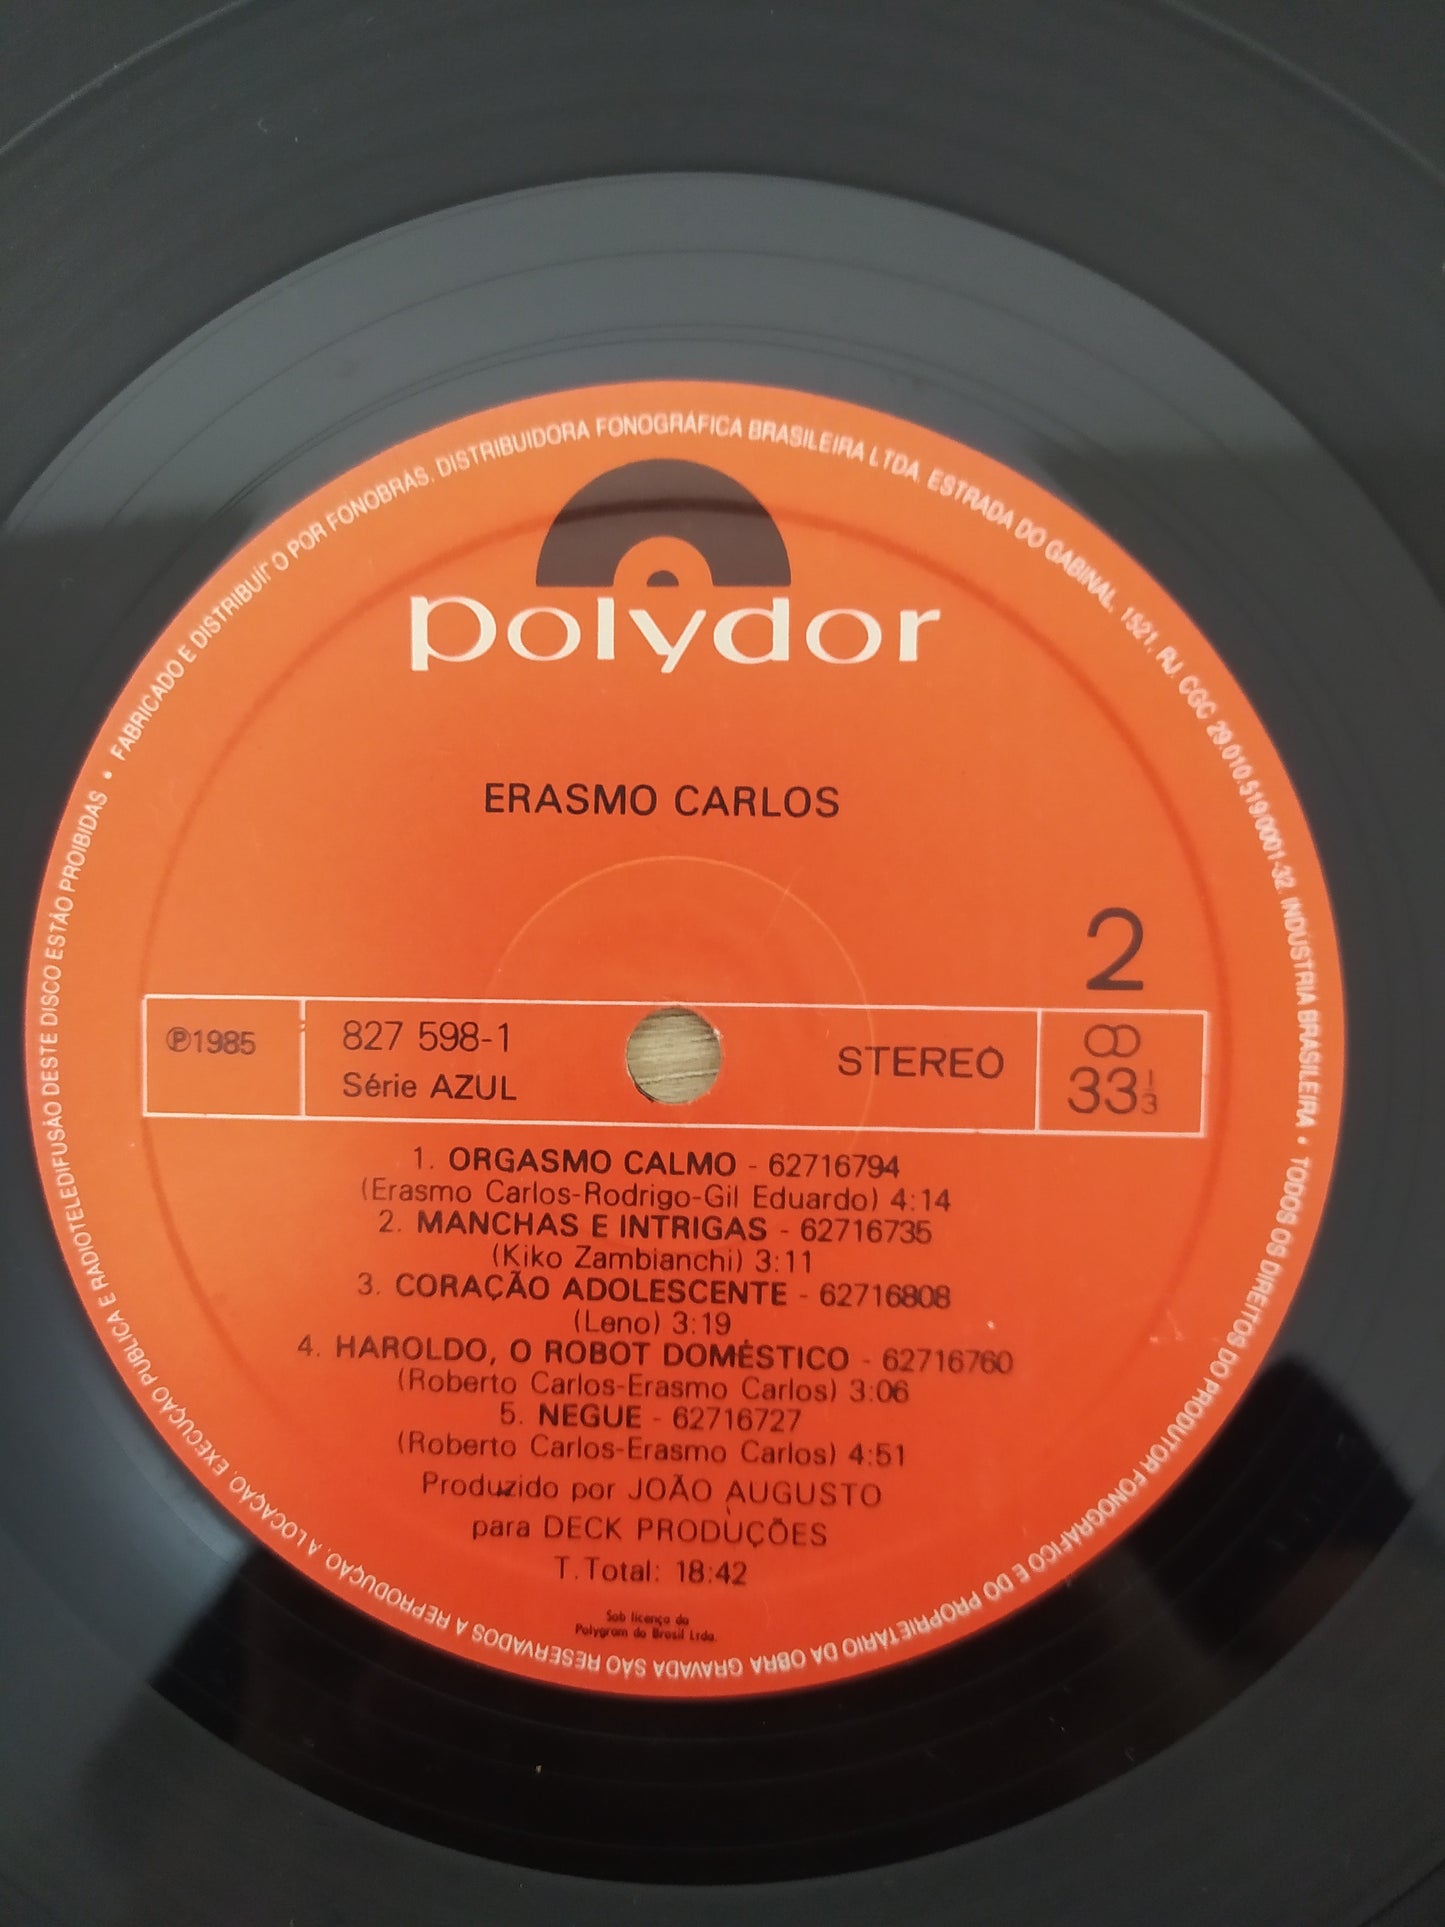 FABRICADO E DISTRIBUÍDO POR FONOBRÁS. DISTRIBUIDORA FONOGRÁFICA BRASILEIRA LTDA. ESTRADA DO GABINAL, 1521, RJ. CGC 29.010.519/0001-32. INDÚSTRIA BRASILEIRA • TODOS OS DIREITOS DO PRODUTOR FONOGRÁFICO E DO PROPRIETÁRIO DA OBRA GRAVADA SÃO RESERVADOS A REPRODUÇÃO, A LOCAÇÃO, EXECUÇÃO PÚBLICA E RADIOTELEDIFUSÃO DESTE DISCO ESTÃO PROIBIDAS •
polydor
ERASMO CARLOS
2
℗1985
827 598-1
Série AZUL
STEREO
33 1/3
1. ORGASMO CALMO - 62716794
(Erasmo Carlos-Rodrigo-Gil Eduardo) 4:14
2. MANCHAS E INTRIGAS - 62716735
(Kiko Zambianchi) 3:11
3. CORAÇÃO ADOLESCENTE - 62716808
(Leno) 3:19
4. HAROLDO, O ROBOT DOMÉSTICO - 62716760
(Roberto Carlos-Erasmo Carlos) 3:06
5. NEGUE - 62716727
(Roberto Carlos-Erasmo Carlos) 4:51
Produzido por JOÃO AUGUSTO
para DECK PRODUÇÕES
T.Total: 18:42
Sob licença da
Polygram do Brasil Ltda.